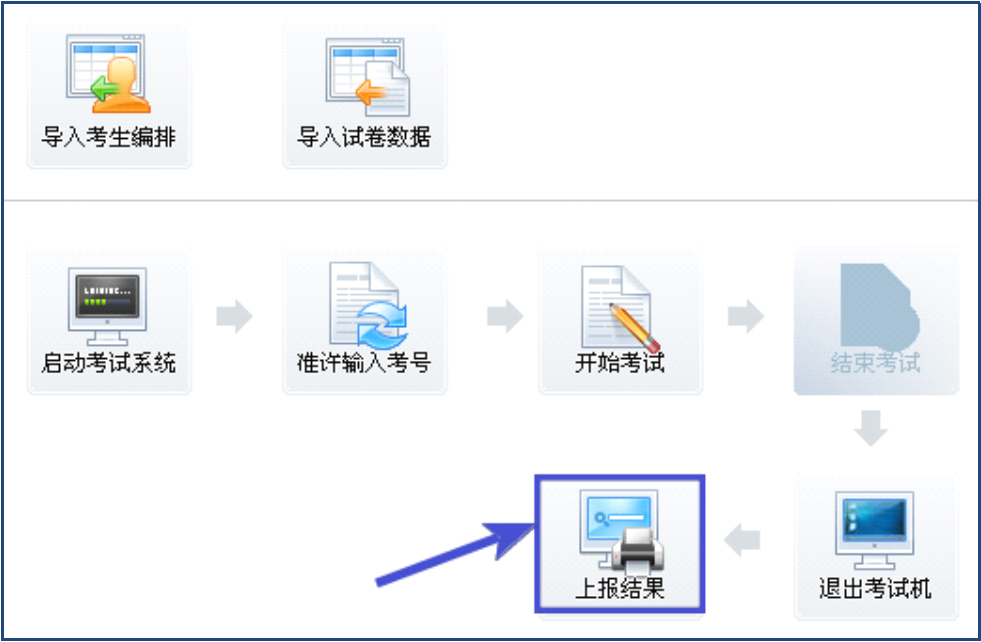 导入考生编排
导入试卷数据
启动考试系统
准许输入考号
开始考试
结束考试
上报结果
退出考试机